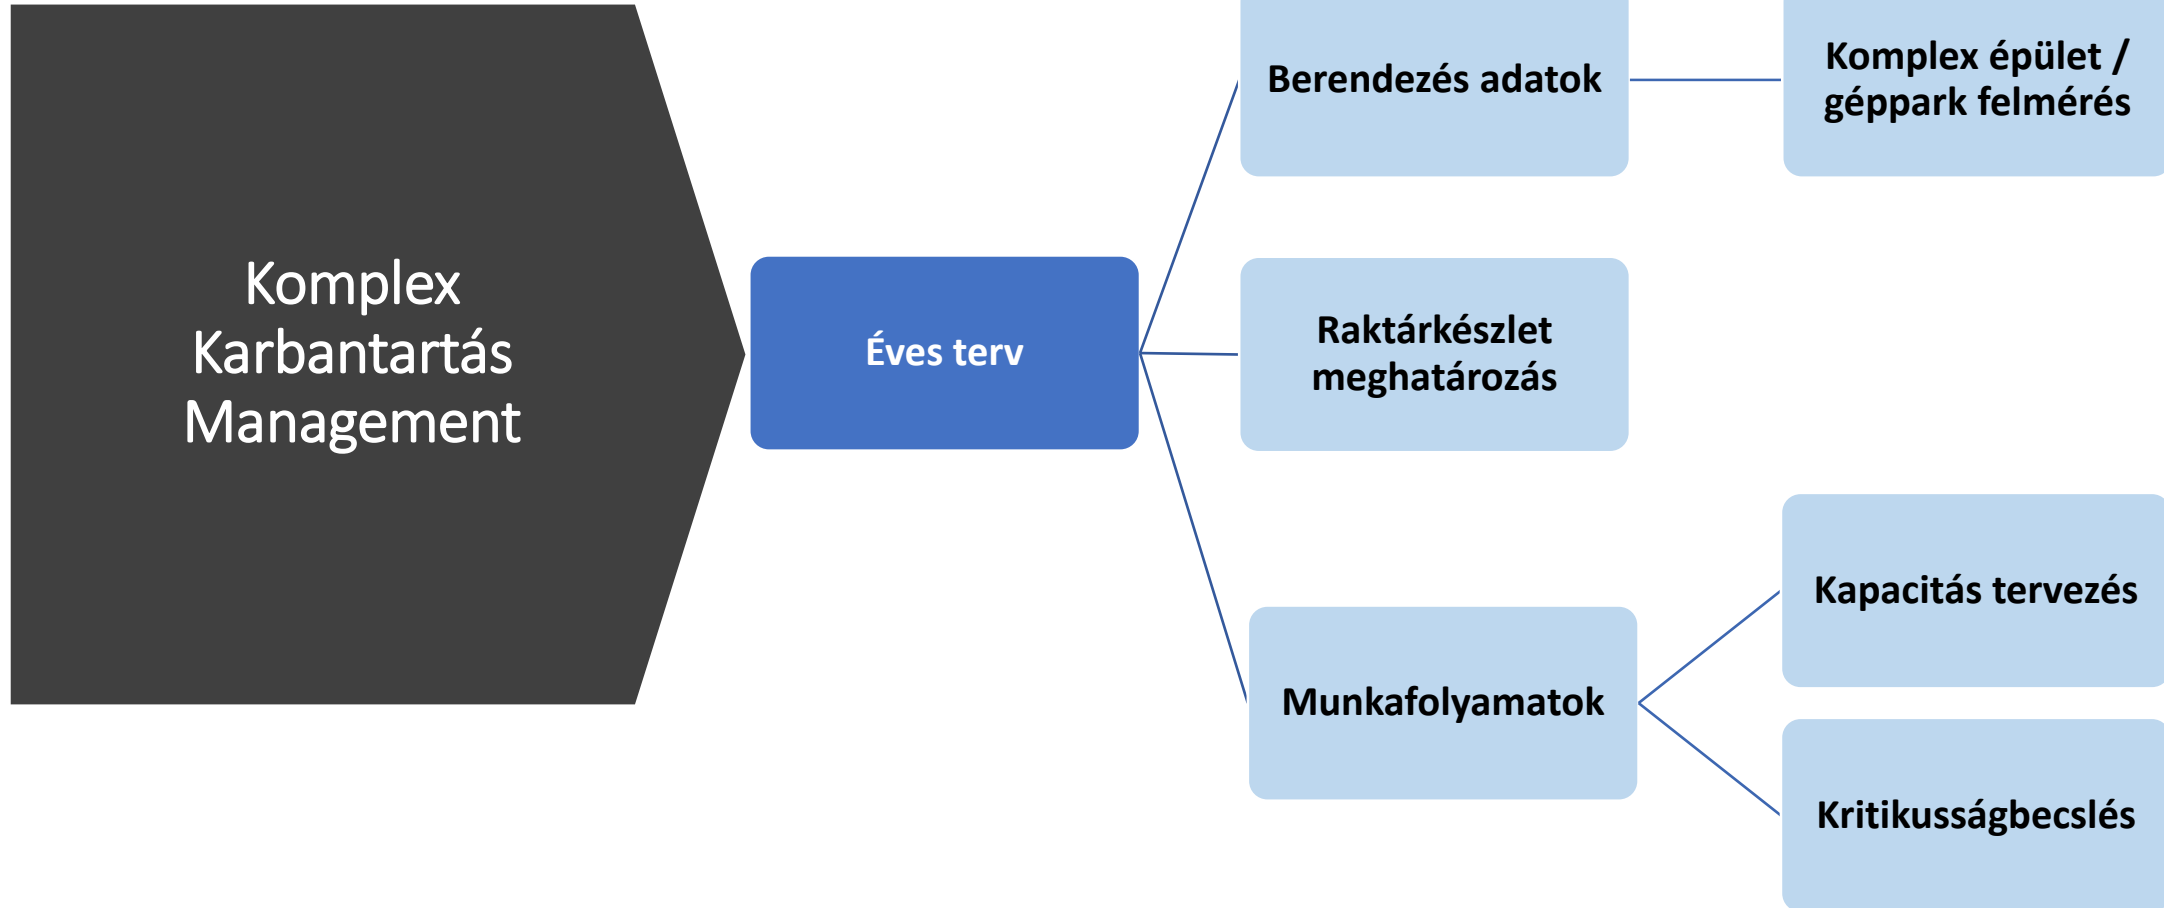 Komplex
Karbantartás
Management
Éves terv
Berendezés adatok
Komplex épület /
géppark felmérés
Raktárkészlet
meghatározás
Munkafolyamatok
Kapacitás tervezés
Kritikusságbecslés